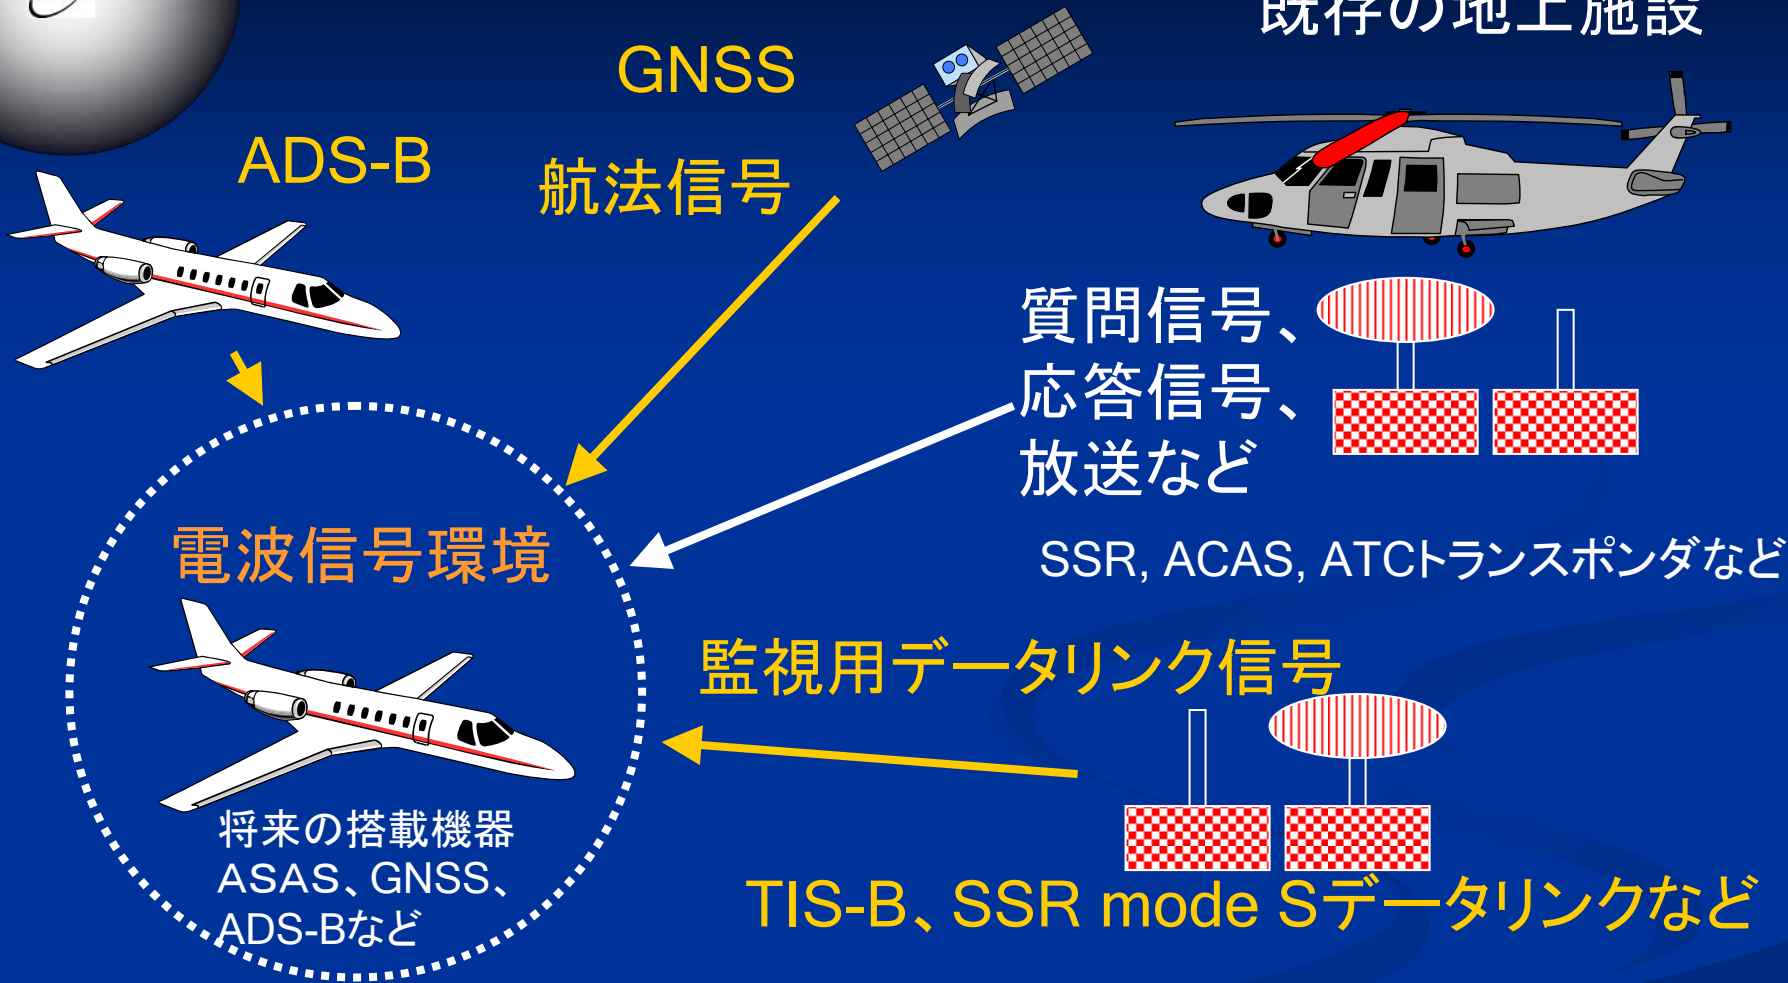 既存の地上施設
GNSS
航法信号
ADS-B
質問信号、
応答信号、
放送など
SSR, ACAS, ATCトランスポンダなど
電波信号環境
監視用データリンク信号
将来の搭載機器
ASAS、GNSS、
ADS-Bなど
TIS-B、SSR mode Sデータリンクなど